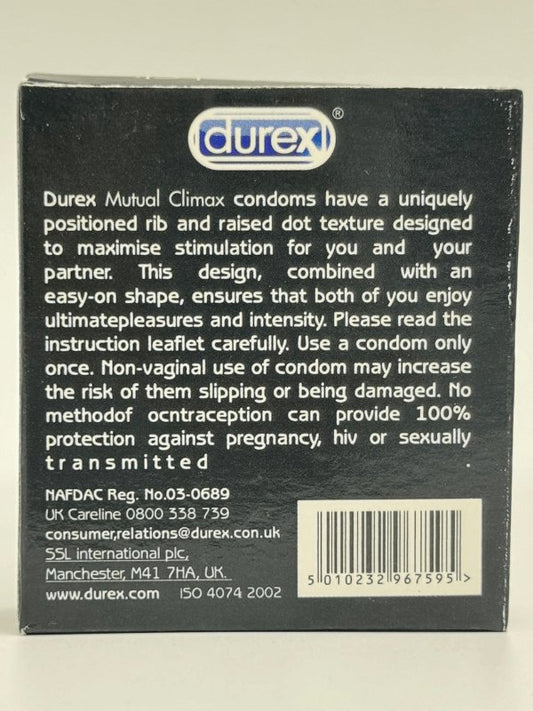 durex®
Durex Mutual Climax condoms have a uniquely
positioned rib and raised dot texture designed
to maximise stimulation for you and your
partner. This design, combined with an
easy-on shape, ensures that both of you enjoy
ultimatepleasures and intensity. Please read the
instruction leaflet carefully. Use a condom only
once. Non-vaginal use of condom may increase
the risk of them slipping or being damaged. No
methodof ocntraception can provide 100%
protection against pregnancy, hiv or sexually
transmitted .
NAFDAC Reg. No.03-0689
UK Careline 0800 338 739
consumer,relations@durex.con.uk
SSL international plc,
Manchester, M41 7HA, UK.
www.durex.com ISO 4074 2002
5 010232 967595 >